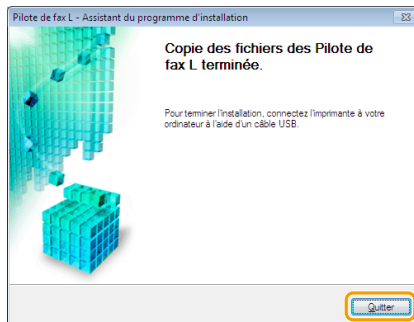 Pilote de fax L - Assistant du programme d'installation
Copie des fichiers des Pilote de
fax L terminée.
Pour terminer l'installation, connectez l'imprimante à votre
ordinateur à l'aide d'un câble USB.
Quitter